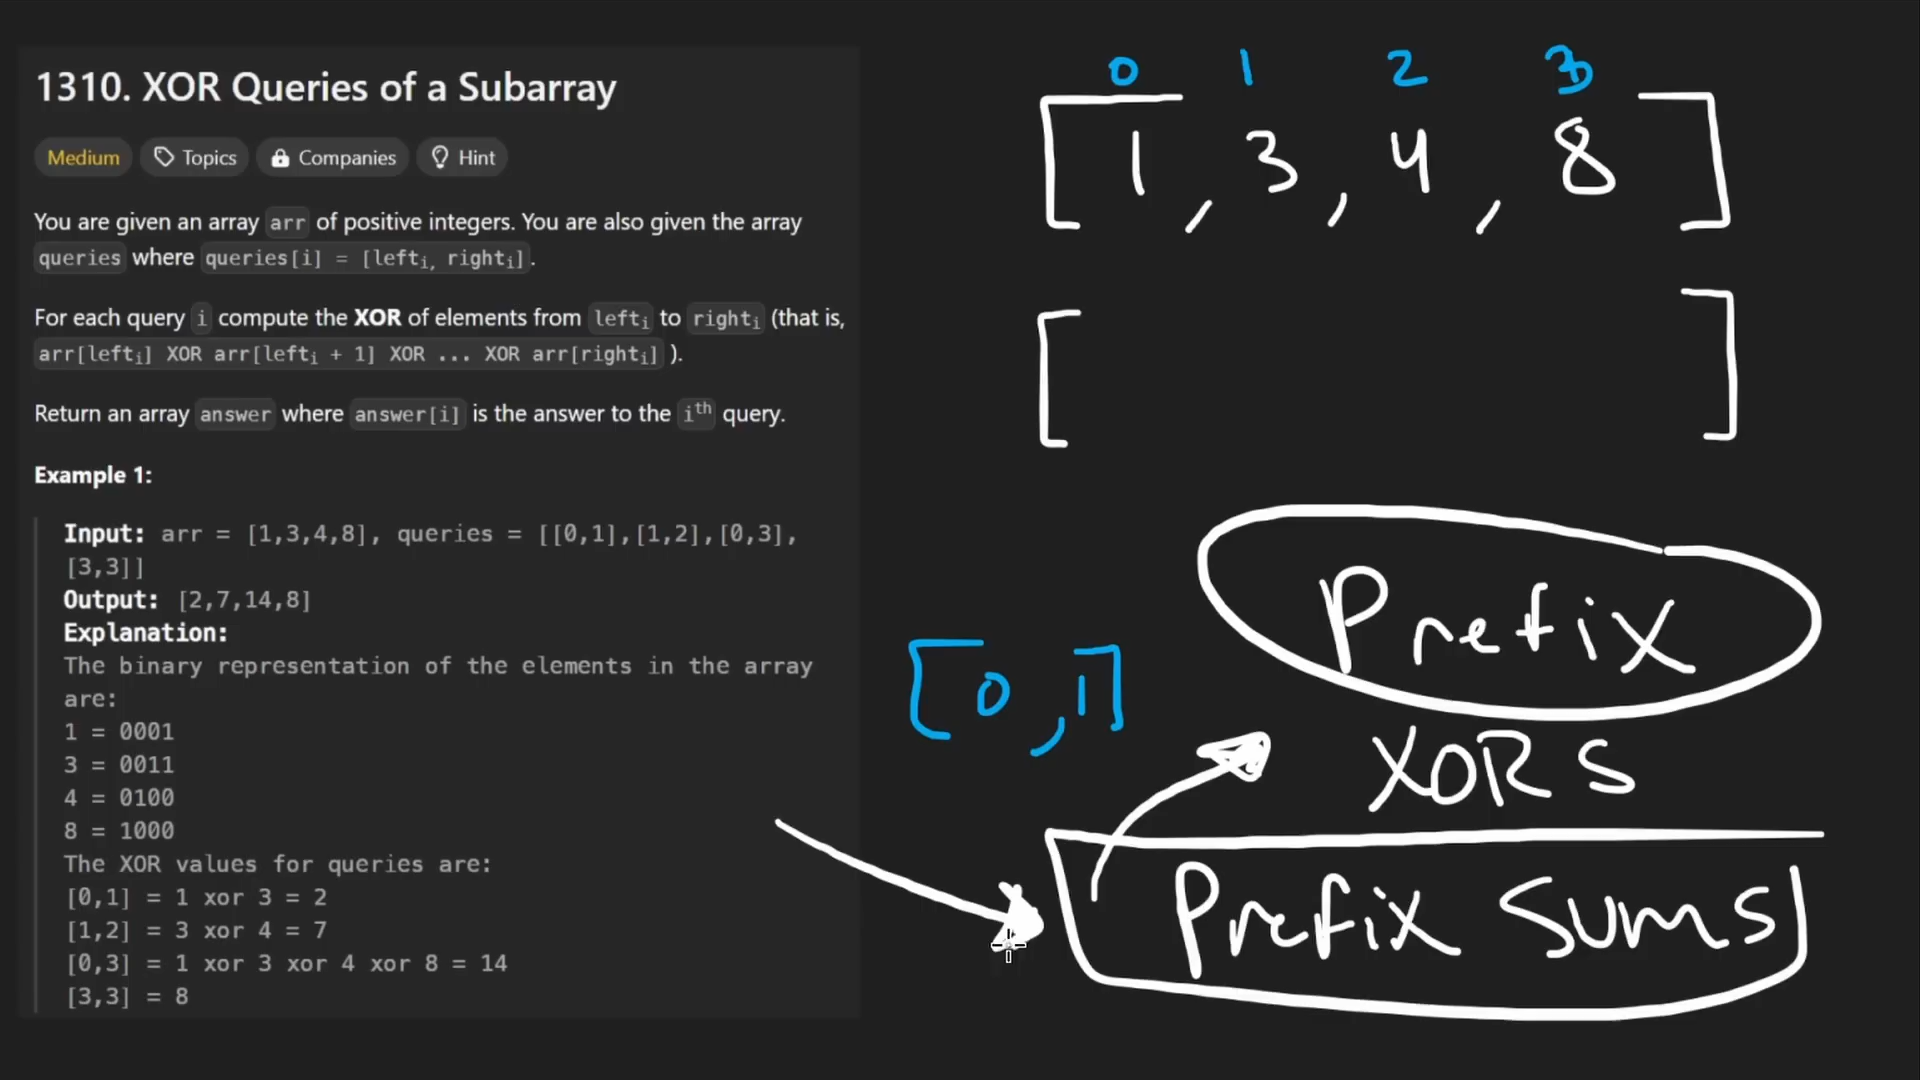 1310. XOR Queries of a Subarray
Medium Topics Companies Hint
You are given an array arr of positive integers. You are also given the array
queries where queries[i] = [lefti, righti].
For each query i compute the XOR of elements from lefti to righti (that is,
arr[lefti] XOR arr[lefti + 1] XOR ... XOR arr[righti] ).
Return an array answer where answer[i] is the answer to the ith query.
Example 1:
Input: arr = [1,3,4,8], queries = [[0,1],[1,2],[0,3],
[3,3]]
Output: [2,7,14,8]
Explanation:
The binary representation of the elements in the array
are:
1 = 0001
3 = 0011
4 = 0100
8 = 1000
The XOR values for queries are:
[0,1] = 1 xor 3 = 2
[1,2] = 3 xor 4 = 7
[0,3] = 1 xor 3 xor 4 xor 8 = 14
[3,3] = 8
0 1 2 3
[1, 3, 4, 8]
[ ]
Prefix
[0,1]
XORS
Prefix Sums